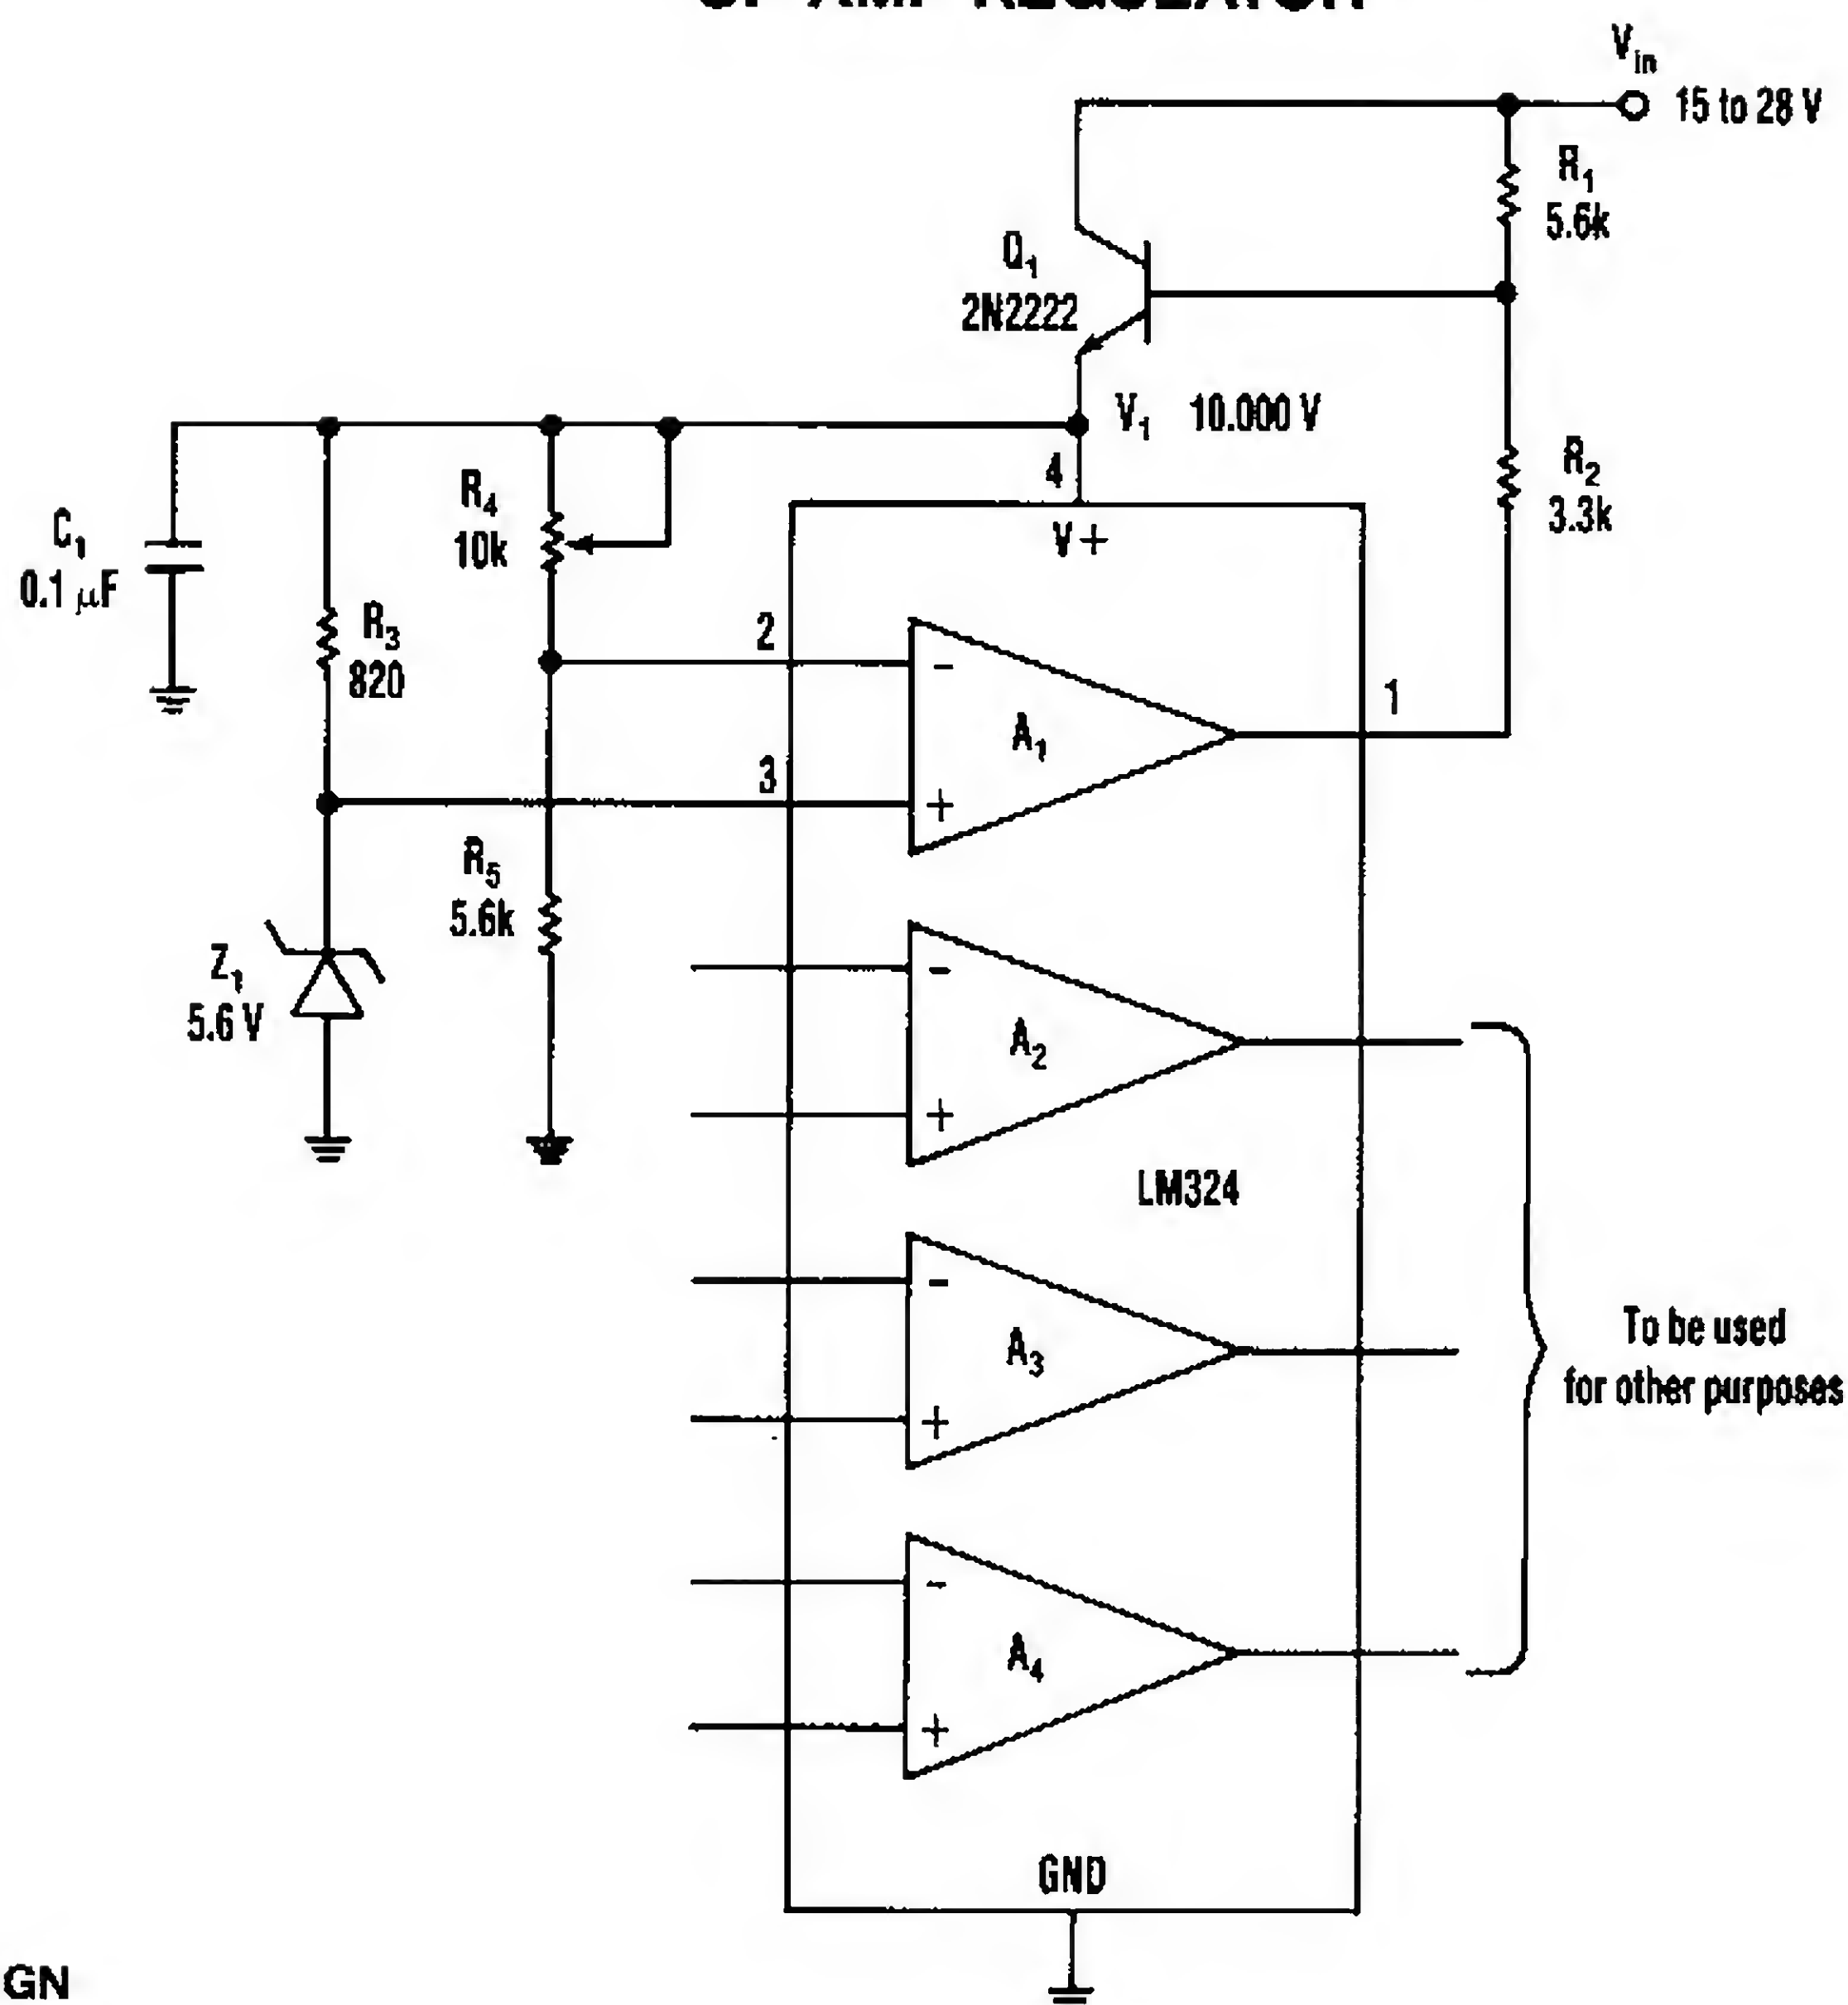 V_in
15 to 28 V
R_1
5.6k
Q_1
2N2222
V_1 10.000 V
4
R_2
3.3k
R_4
10k
C_1
0.1 μF
V+
R_3
820
2
-
A_1
1
3
+
R_5
5.6k
Z_1
5.6 V
-
A_2
+
LM324
-
A_3
+
To be used
for other purposes
-
A_4
+
GND
GN